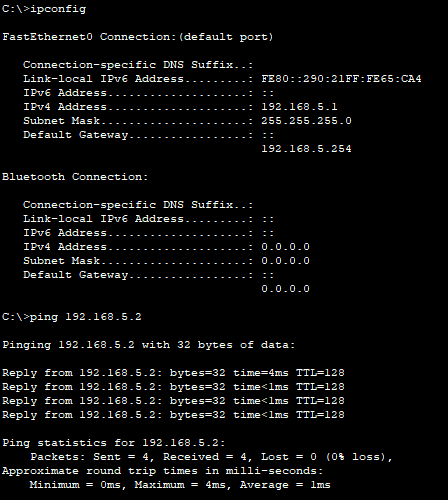 C:\>ipconfig
FastEthernet0 Connection:(default port)
Connection-specific DNS Suffix..:
Link-local IPv6 Address.........: FE80::290:21FF:FE65:CA4
IPv6 Address....................: ::
IPv4 Address....................: 192.168.5.1
Subnet Mask.....................: 255.255.255.0
Default Gateway.................: ::
192.168.5.254
Bluetooth Connection:
Connection-specific DNS Suffix..:
Link-local IPv6 Address.........: ::
IPv6 Address....................: ::
IPv4 Address....................: 0.0.0.0
Subnet Mask.....................: 0.0.0.0
Default Gateway.................: ::
0.0.0.0
C:\>ping 192.168.5.2
Pinging 192.168.5.2 with 32 bytes of data:
Reply from 192.168.5.2: bytes=32 time=4ms TTL=128
Reply from 192.168.5.2: bytes=32 time<1ms TTL=128
Reply from 192.168.5.2: bytes=32 time<1ms TTL=128
Reply from 192.168.5.2: bytes=32 time<1ms TTL=128
Ping statistics for 192.168.5.2:
Packets: Sent = 4, Received = 4, Lost = 0 (0% loss),
Approximate round trip times in milli-seconds:
Minimum = 0ms, Maximum = 4ms, Average = 1ms